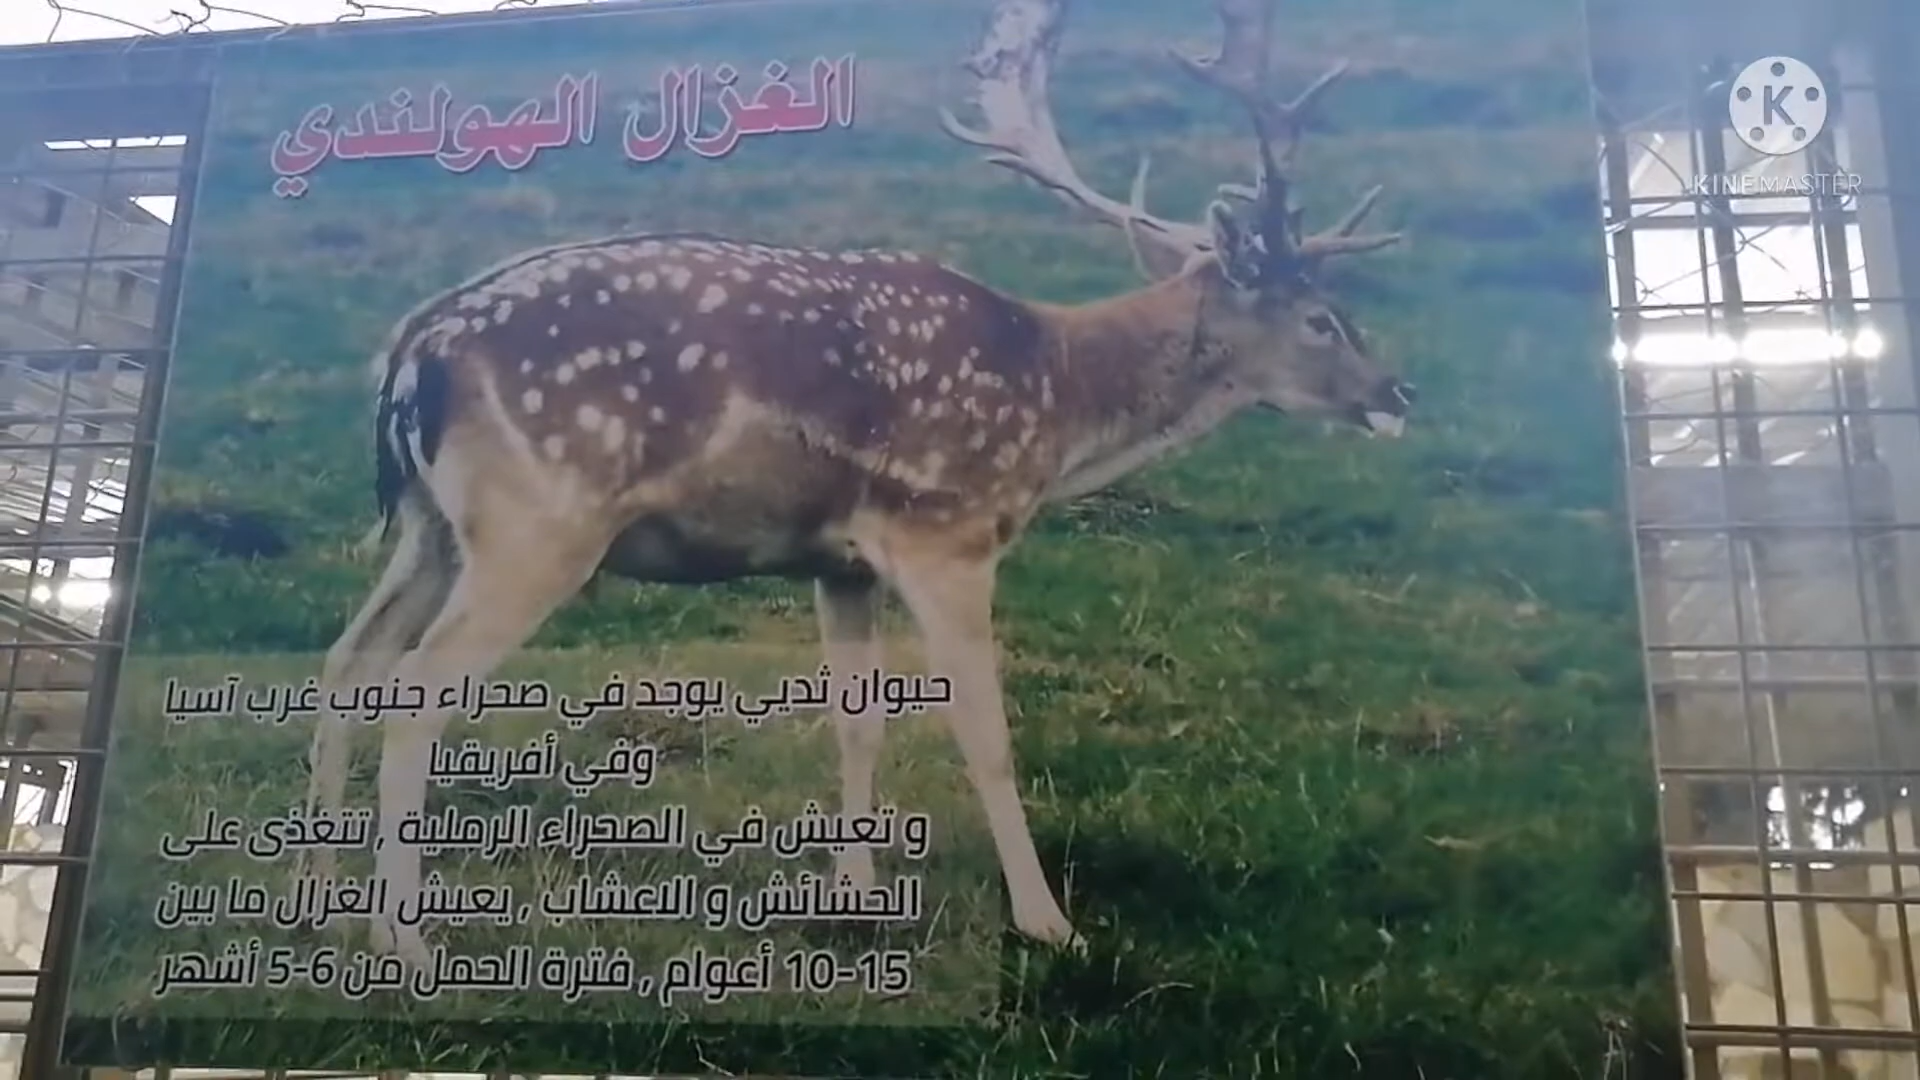 الغزال الهولندي
KINEMASTER
حيوان ثديي يوجد في صحراء جنوب غرب آسيا
وفي أفريقيا
و تعيش في الصحراء الرملية , تتغذى على
الحشائش و الاعشاب , يعيش الغزال ما بين
10-15 أعوام , فترة الحمل من 6-5 أشهر